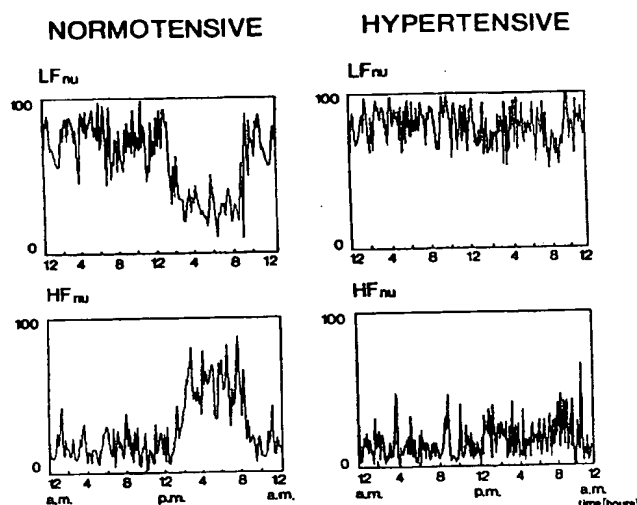 NORMOTENSIVE HYPERTENSIVE
LFnu LFnu
100 100
0 0
12 4 8 12 4 8 12 12 4 8 12 4 8 12
HFnu HFnu
100 100
0 0
12 4 8 12 4 8 12 12 4 8 12 4 8 12
a.m. p.m. a.m. a.m. p.m. a.m.
time[hours]